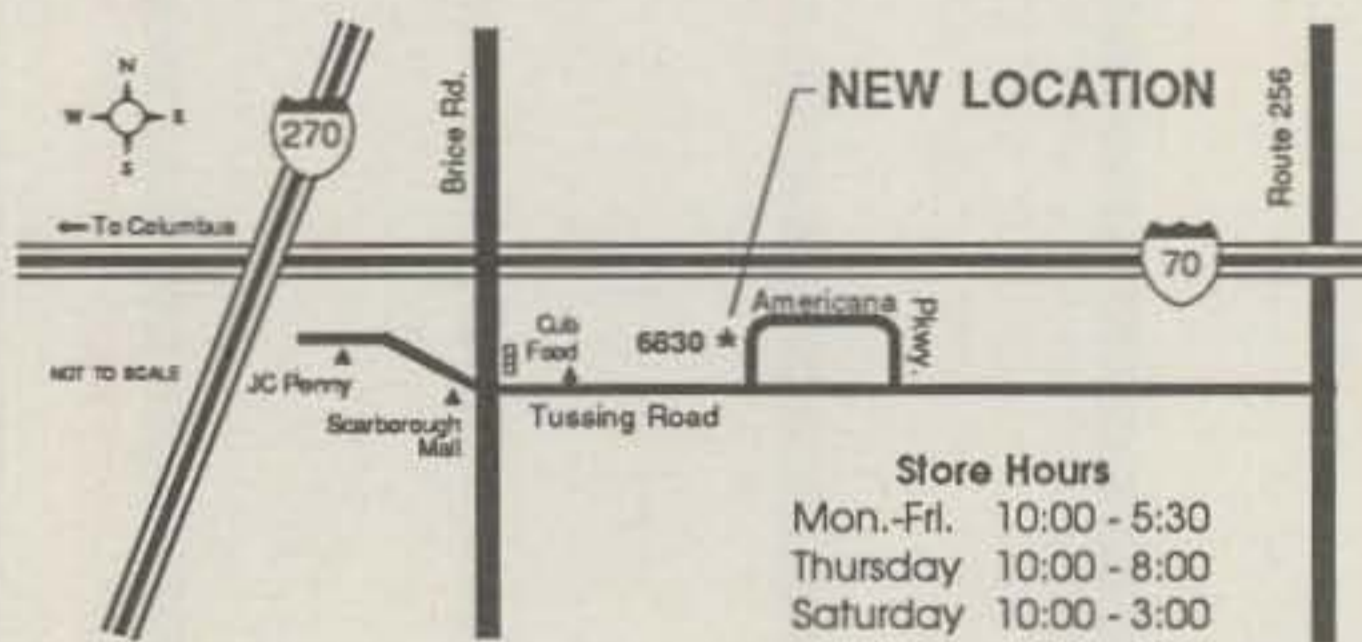 N
W E
S
270
Brice Rd.
NEW LOCATION
Route 256
To Columbus
70
Americana Pkwy.
Cub
Food
6630
NOT TO SCALE
JC Penny
Scarborough
Mall
Tussing Road
Store Hours
Mon.-Fri. 10:00 - 5:30
Thursday 10:00 - 8:00
Saturday 10:00 - 3:00